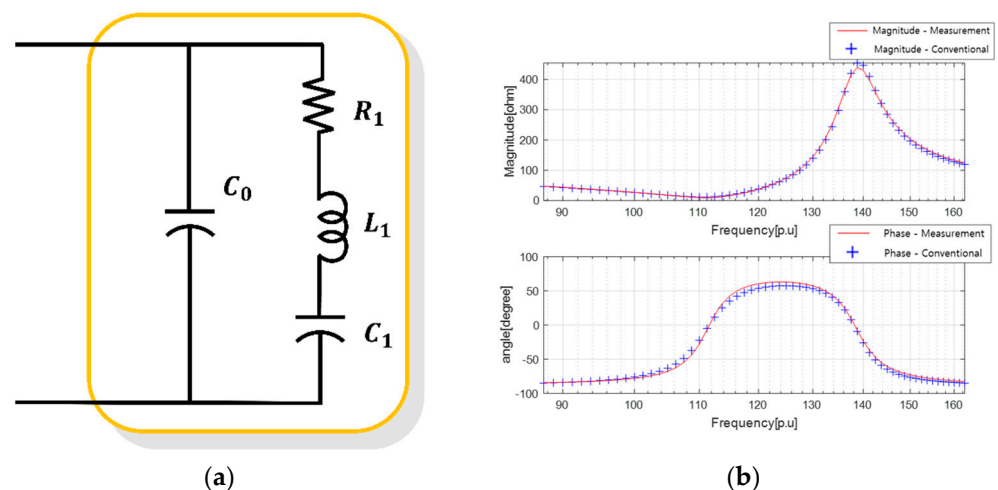 C₀
R₁
L₁
C₁
(a)
Magnitude - Measurement
Magnitude - Conventional
Magnitude[ohm]
400
300
200
100
0
90 100 110 120 130 140 150 160
Frequency[p.u]
Phase - Measurement
Phase - Conventional
angle[degree]
100
50
0
-50
-100
90 100 110 120 130 140 150 160
Frequency[p.u]
(b)